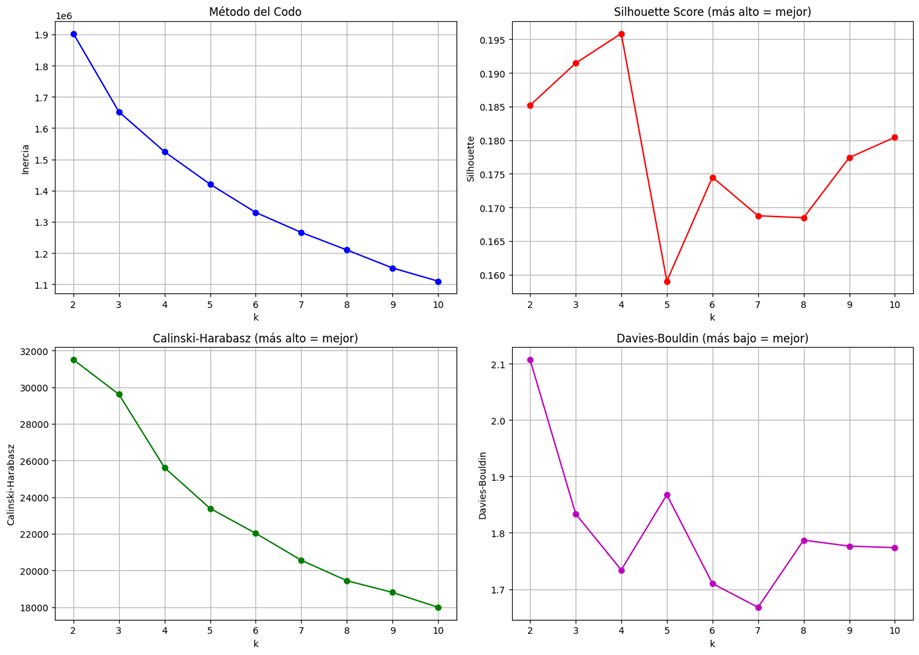 Método del Codo
1e6
1.9
1.8
1.7
1.6
1.5
1.4
1.3
1.2
1.1
Inercia
2 3 4 5 6 7 8 9 10
k
Silhouette Score (más alto = mejor)
0.195
0.190
0.185
0.180
0.175
0.170
0.165
0.160
Silhouette
2 3 4 5 6 7 8 9 10
k
Calinski-Harabasz (más alto = mejor)
32000
30000
28000
26000
24000
22000
20000
18000
Calinski-Harabasz
2 3 4 5 6 7 8 9 10
k
Davies-Bouldin (más bajo = mejor)
2.1
2.0
1.9
1.8
1.7
Davies-Bouldin
2 3 4 5 6 7 8 9 10
k